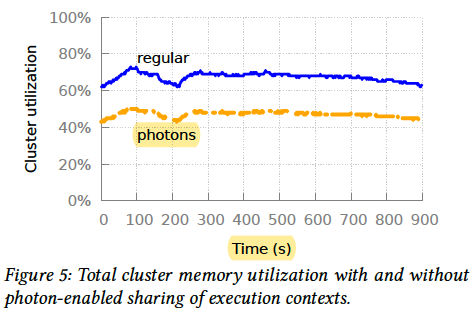 100%
80%
60%
40%
20%
0%
Cluster utilization
regular
photons
0 100 200 300 400 500 600 700 800 900
Time (s)
Figure 5: Total cluster memory utilization with and without
photon-enabled sharing of execution contexts.